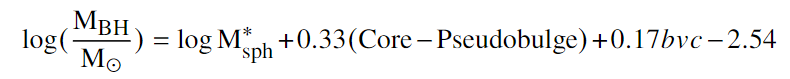 log(M_BH/M_⊙) = log M*_sph +0.33(Core−Pseudobulge)+0.17bvc−2.54